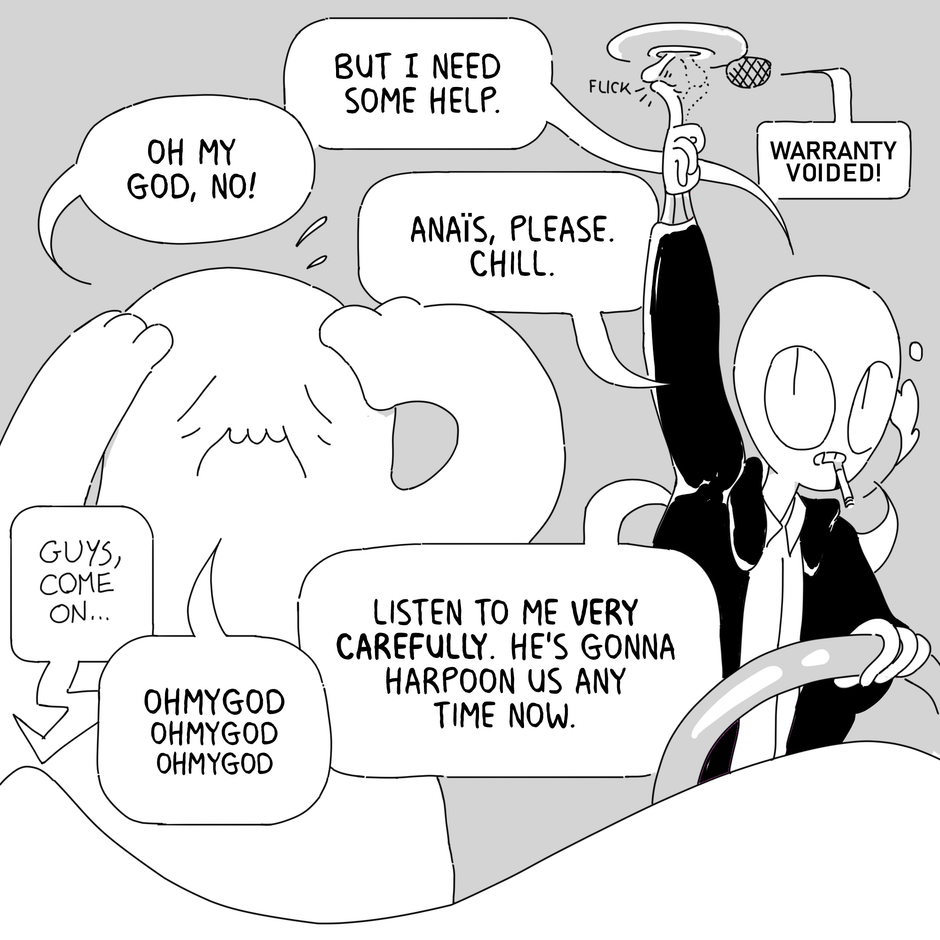 BUT I NEED
SOME HELP.
FLICK
WARRANTY
VOIDED!
OH MY
GOD, NO!
ANAÏS, PLEASE.
CHILL.
GUYS,
COME
ON...
LISTEN TO ME VERY
CAREFULLY. HE'S GONNA
HARPOON US ANY
TIME NOW.
OHMYGOD
OHMYGOD
OHMYGOD